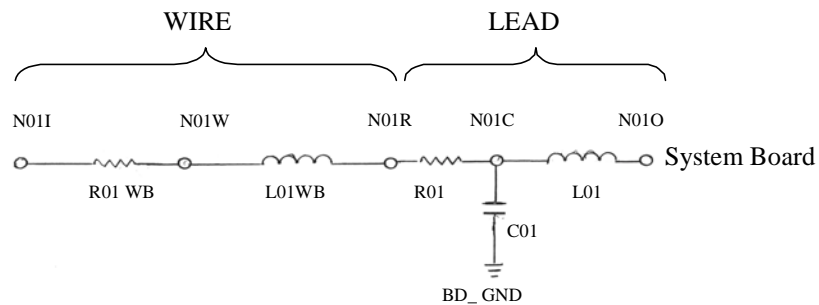 WIRE LEAD
N01I N01W N01R N01C N01O
System Board
R01 WB L01WB R01 L01
C01
BD_ GND